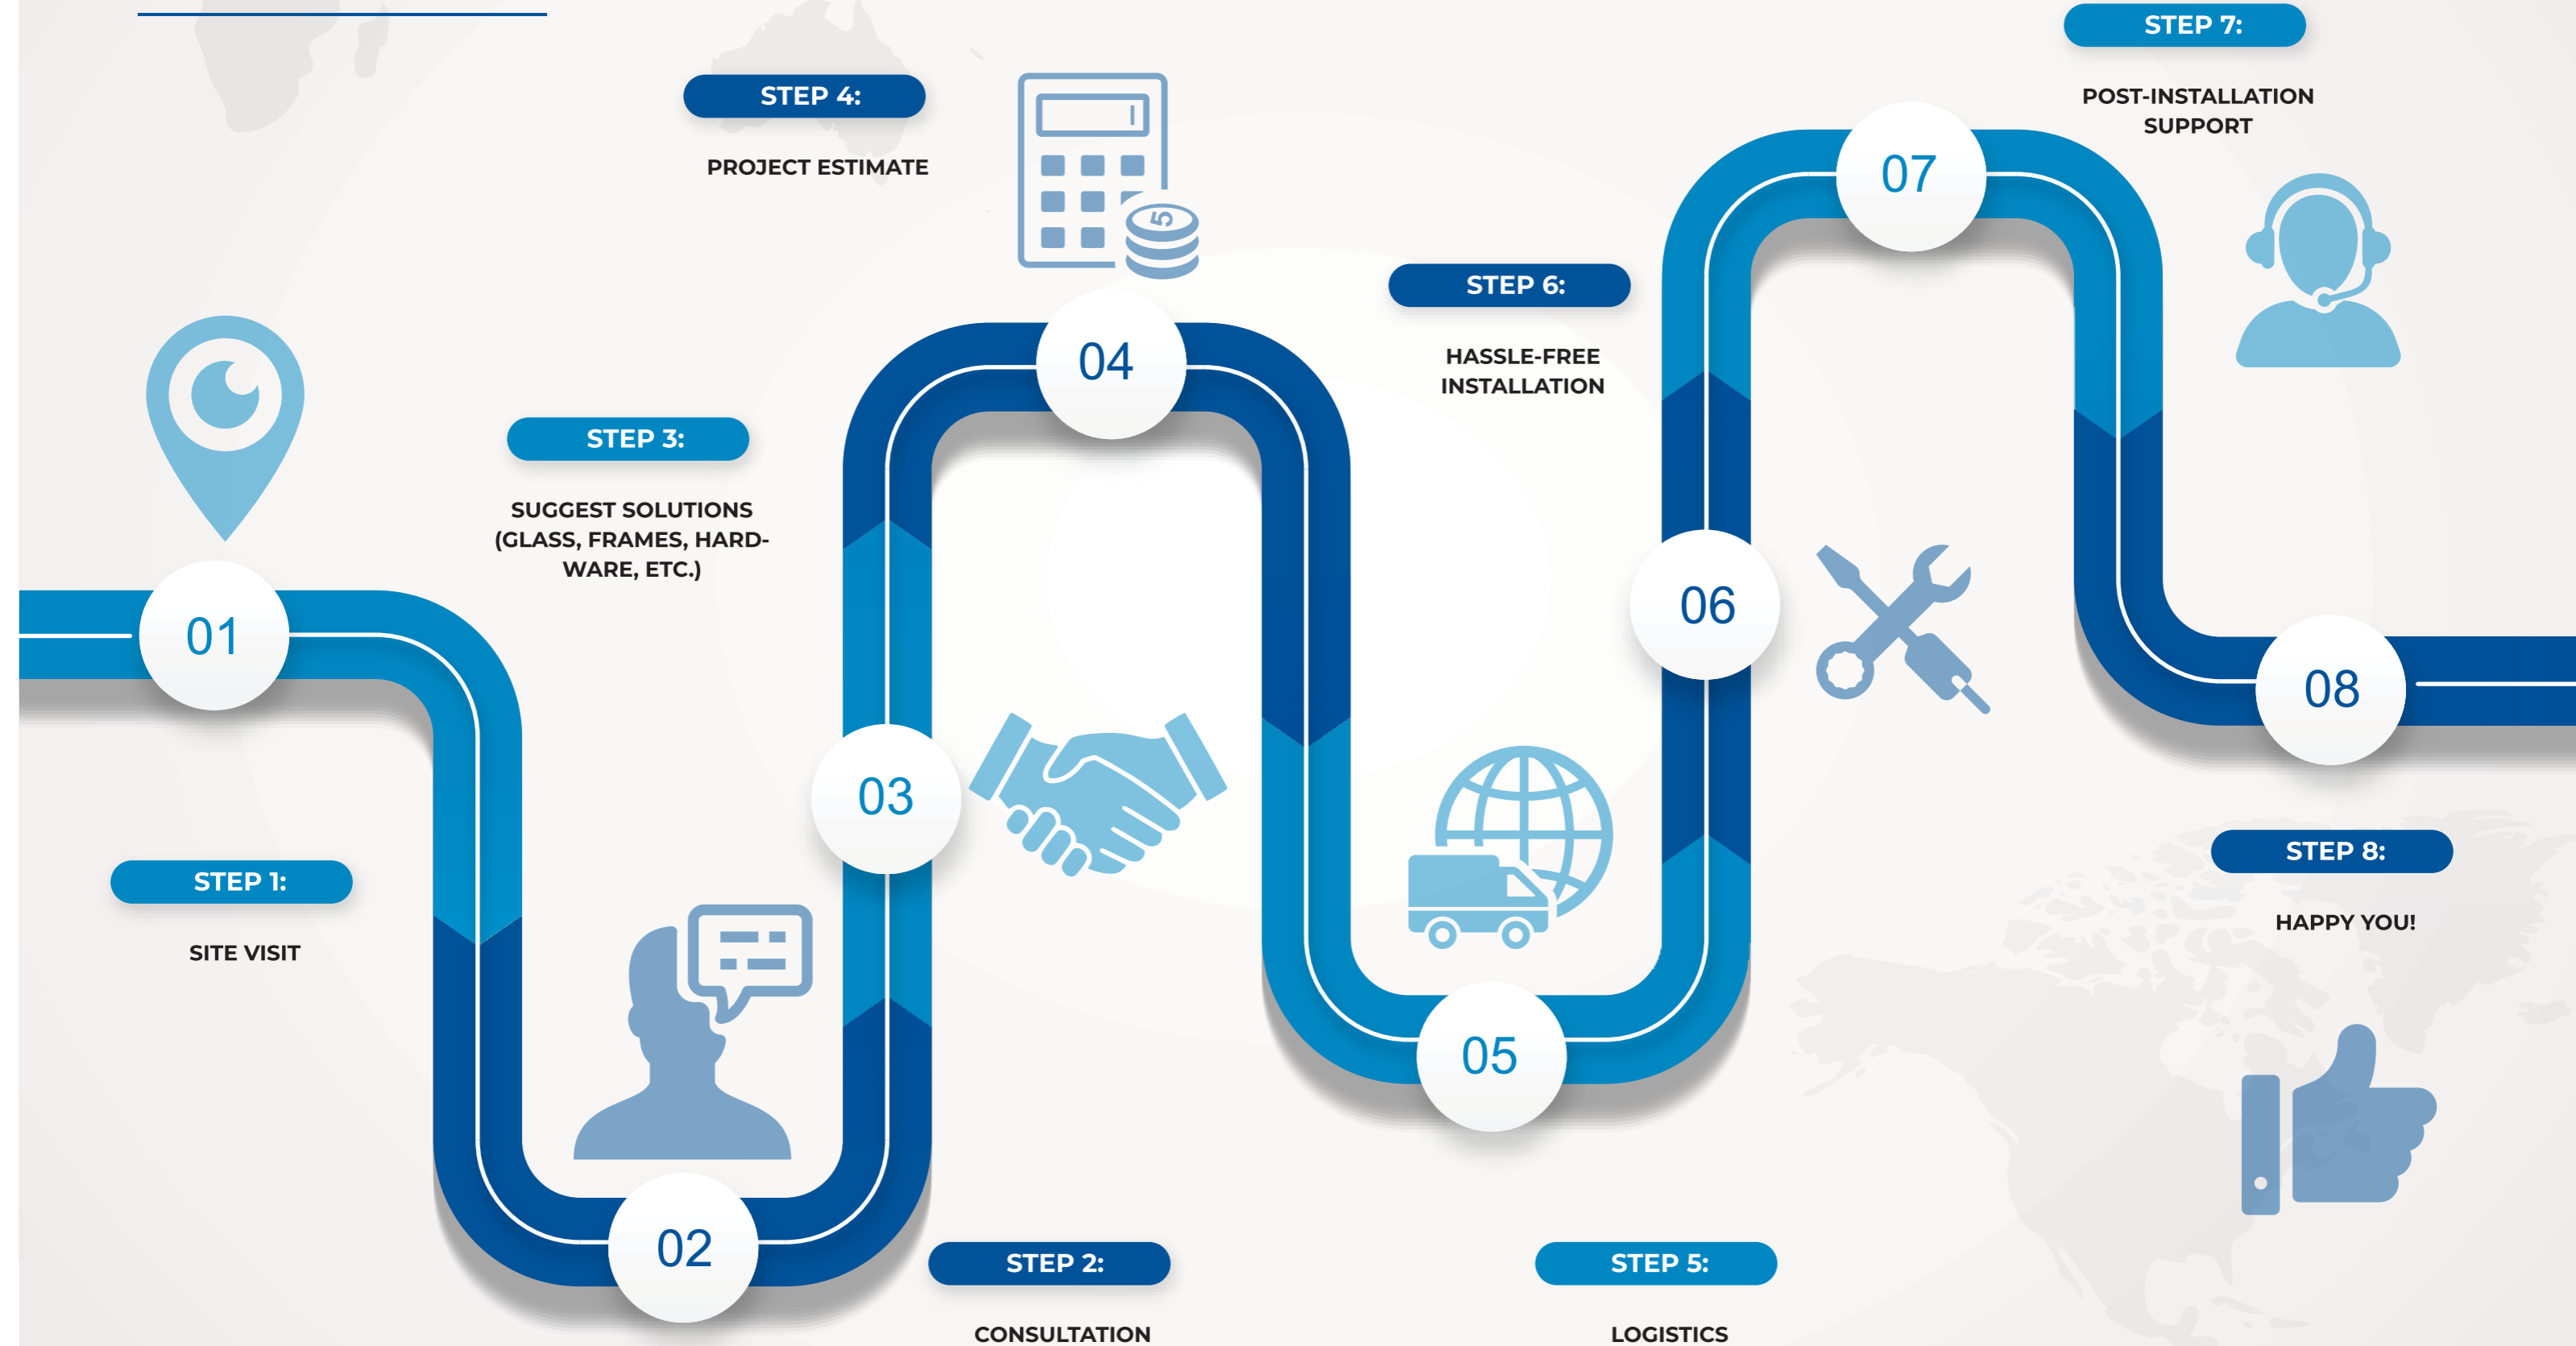 STEP 1:
SITE VISIT
01
STEP 2:
CONSULTATION
02
STEP 3:
SUGGEST SOLUTIONS
(GLASS, FRAMES, HARD-
WARE, ETC.)
03
STEP 4:
PROJECT ESTIMATE
5
04
STEP 5:
LOGISTICS
05
STEP 6:
HASSLE-FREE
INSTALLATION
06
STEP 7:
POST-INSTALLATION
SUPPORT
07
STEP 8:
HAPPY YOU!
08